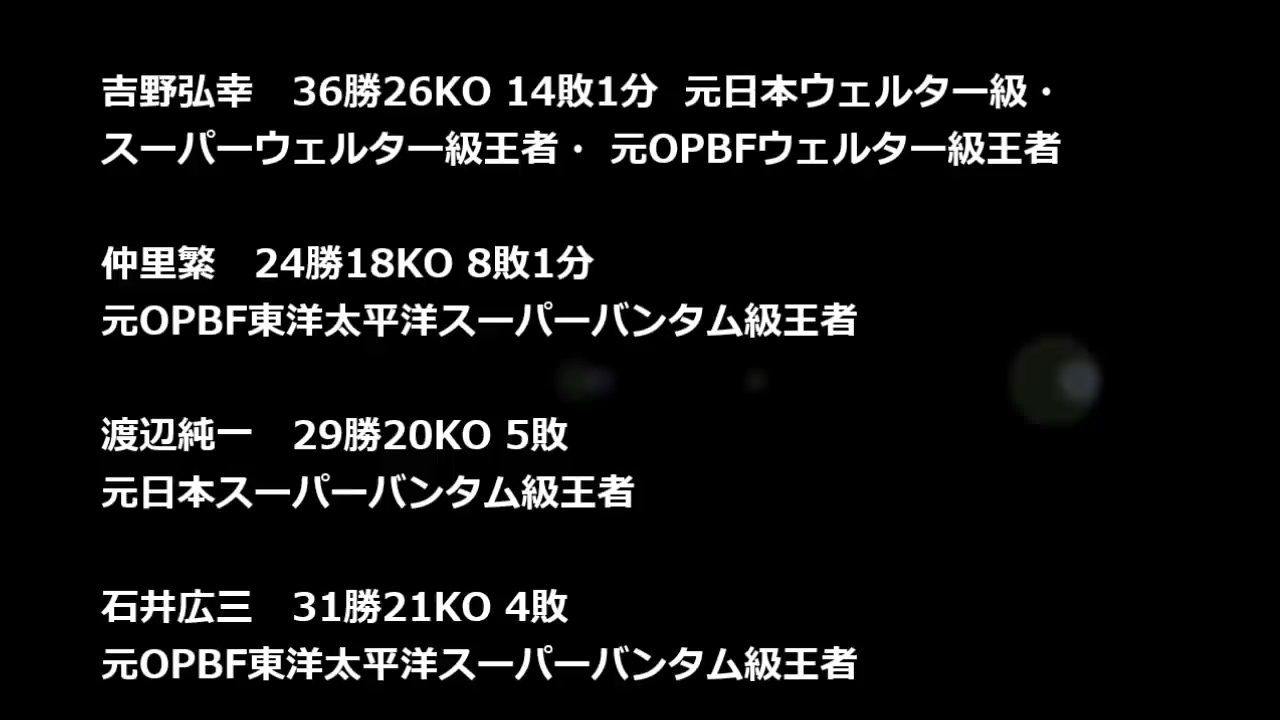 吉野弘幸　36勝26KO 14敗1分 元日本ウェルター級・
スーパーウェルター級王者・ 元OPBFウェルター級王者
仲里繁　24勝18KO 8敗1分
元OPBF東洋太平洋スーパーバンタム級王者
渡辺純一　29勝20KO 5敗
元日本スーパーバンタム級王者
石井広三　31勝21KO 4敗
元OPBF東洋太平洋スーパーバンタム級王者